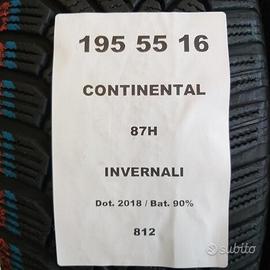 195 55 16
CONTINENTAL
87H
INVERNALI
Dot. 2018 / Bat. 90%
812
subito